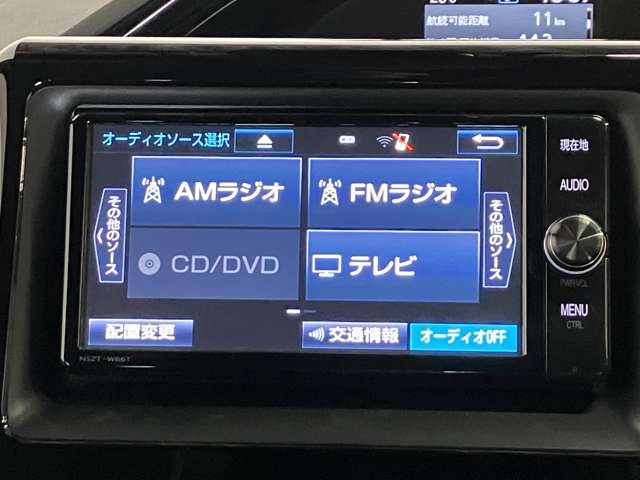 航続可能距離 11 km
オーディオソース選択
現在地
AMラジオ
FMラジオ
AUDIO
その他のソース
その他のソース
CD/DVD
テレビ
PWR·VOL
MENU
CTRL
配置変更
交通情報
オーディオOFF
NSZT-W66T